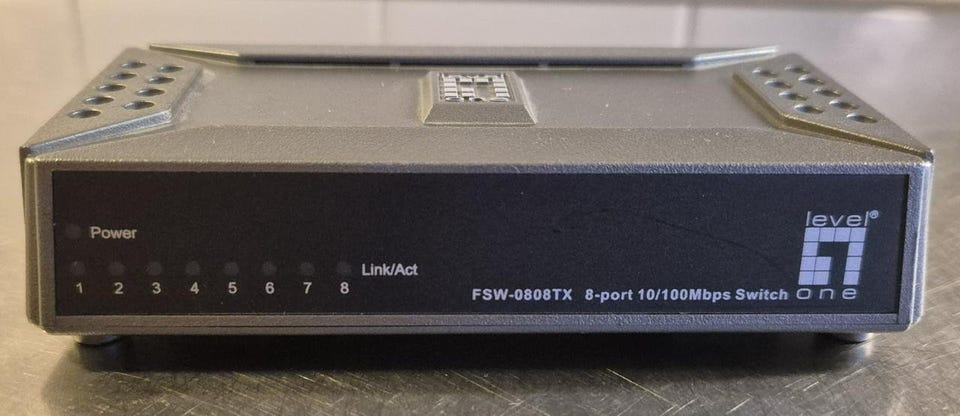 Power
Link/Act
1 2 3 4 5 6 7 8
FSW-0808TX 8-port 10/100Mbps Switch
level®
one